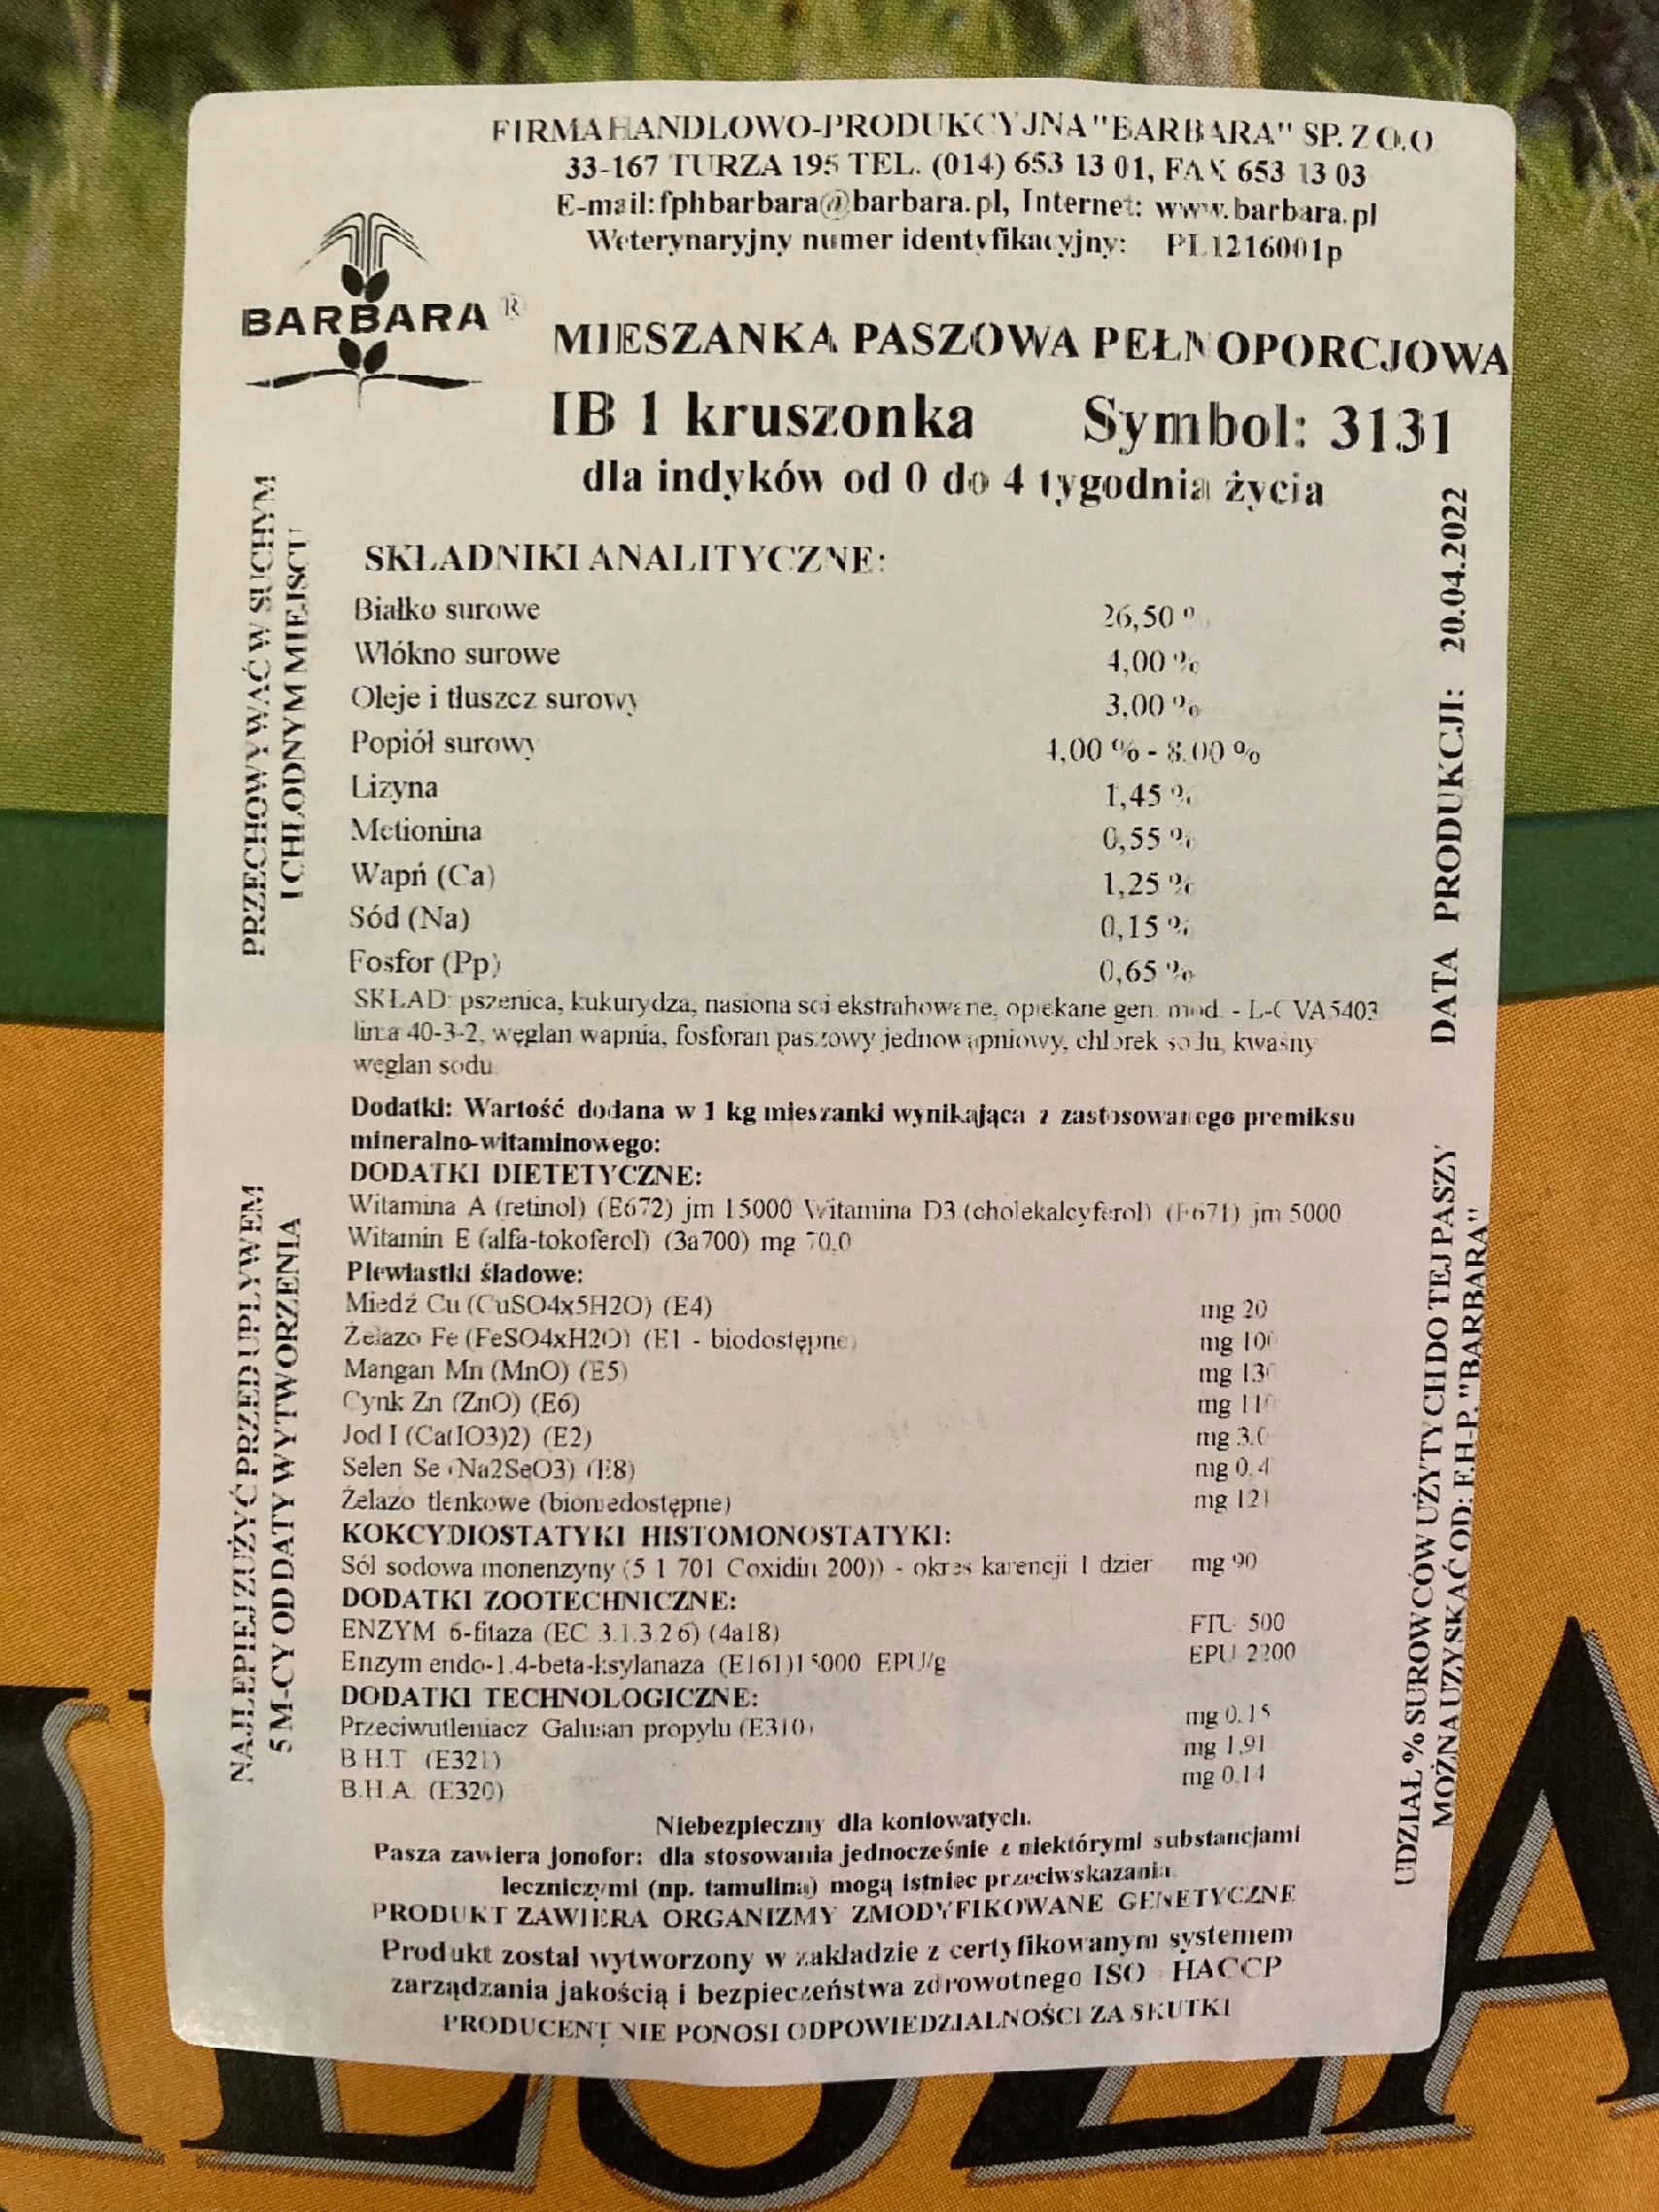 FIRMA HANDLOWO-PRODUKCYJNA "BARBARA" SP. Z O.O
33-167 TURZA 195 TEL. (014) 653 13 01, FAX 653 13 03
E-mail: fphbarbara@barbara.pl, Internet: www.barbara.pl
Weterynaryjny numer identyfikacyjny: PL1216001p
BARBARA ®
MIESZANKA PASZOWA PEŁNOPORCJOWA
IB 1 kruszonka Symbol: 3131
dla indyków od 0 do 4 tygodnia życia
SKŁADNIKI ANALITYCZNE:
Białko surowe 26,50 %
Włókno surowe 4,00 %
Oleje i tłuszcz surowy 3,00 %
Popiół surowy 4,00 % - 8,00 %
Lizyna 1,45 %
Metionina 0,55 %
Wapń (Ca) 1,25 %
Sód (Na) 0,15 %
Fosfor (Pp) 0,65 %
SKŁAD: pszenica, kukurydza, nasiona soi ekstrahowane, opiekane gen. mod. - L-CVA5403
linia 40-3-2, węglan wapnia, fosforan paszowy jednowapniowy, chlorek sodu, kwaśny
węglan sodu
Dodatki: Wartość dodana w 1 kg mieszanki wynikająca z zastosowanego premiksu
mineralno-witaminowego:
DODATKI DIETETYCZNE:
Witamina A (retinol) (E672) jm 15000 Witamina D3 (cholekalcyferol) (E671) jm 5000
Witamin E (alfa-tokoferol) (3a700) mg 70.0
Piewiastki śladowe:
Miedź Cu (CuSO4x5H2O) (E4) mg 20
Żelazo Fe (FeSO4xH2O) (E1 - biodostępne) mg 100
Mangan Mn (MnO) (E5) mg 130
Cynk Zn (ZnO) (E6) mg 110
Jod I (Ca(IO3)2) (E2) mg 3.0
Selen Se (Na2SeO3) (E8) mg 0.4
Żelazo tlenkowe (bioniedostępne) mg 121
KOKCYDIOSTATYKI HISTOMONOSTATYKI:
Sól sodowa monenzyny (5 1 701 Coxidin 200)) - okres karencji 1 dzień mg 90
DODATKI ZOOTECHNICZNE:
ENZYM 6-fitaza (EC 3.1.3.26) (4a18) FTU 500
Enzym endo-1.4-beta-ksylanaza (E161)15000 EPU/g EPU 2200
DODATKI TECHNOLOGICZNE:
Przeciwutleniacz Galusan propylu (E310) mg 0.15
B.H.T. (E321) mg 1.91
B.H.A. (E320) mg 0.14
Niebezpieczny dla koniowatych.
Pasza zawiera jonofor: dla stosowania jednocześnie z niektórymi substancjami
leczniczymi (np. tamulina) mogą istniec przeciwskazania.
PRODUKT ZAWIERA ORGANIZMY ZMODYFIKOWANE GENETYCZNE
Produkt został wytworzony w zakładzie z certyfikowanym systemem
zarządzania jakością i bezpieczeństwa zdrowotnego ISO HACCP
PRODUCENT NIE PONOSI ODPOWIEDZIALNOŚCI ZA SKUTKI
PRZECHOWYWAĆ W SUCHYM
I CHŁODNYM MIEJSCU
NAJLEPIEJ ZUŻYĆ PRZED UPŁYWEM
5 M-CY OD DATY WYTWORZENIA
DATA PRODUKCJI: 20.04.2022
UDZIAŁ % SUROWCÓW UŻYTYCH DO TEJ PASZY
MOŻNA UZYSKAĆ OD: F.H-P. "BARBARA"